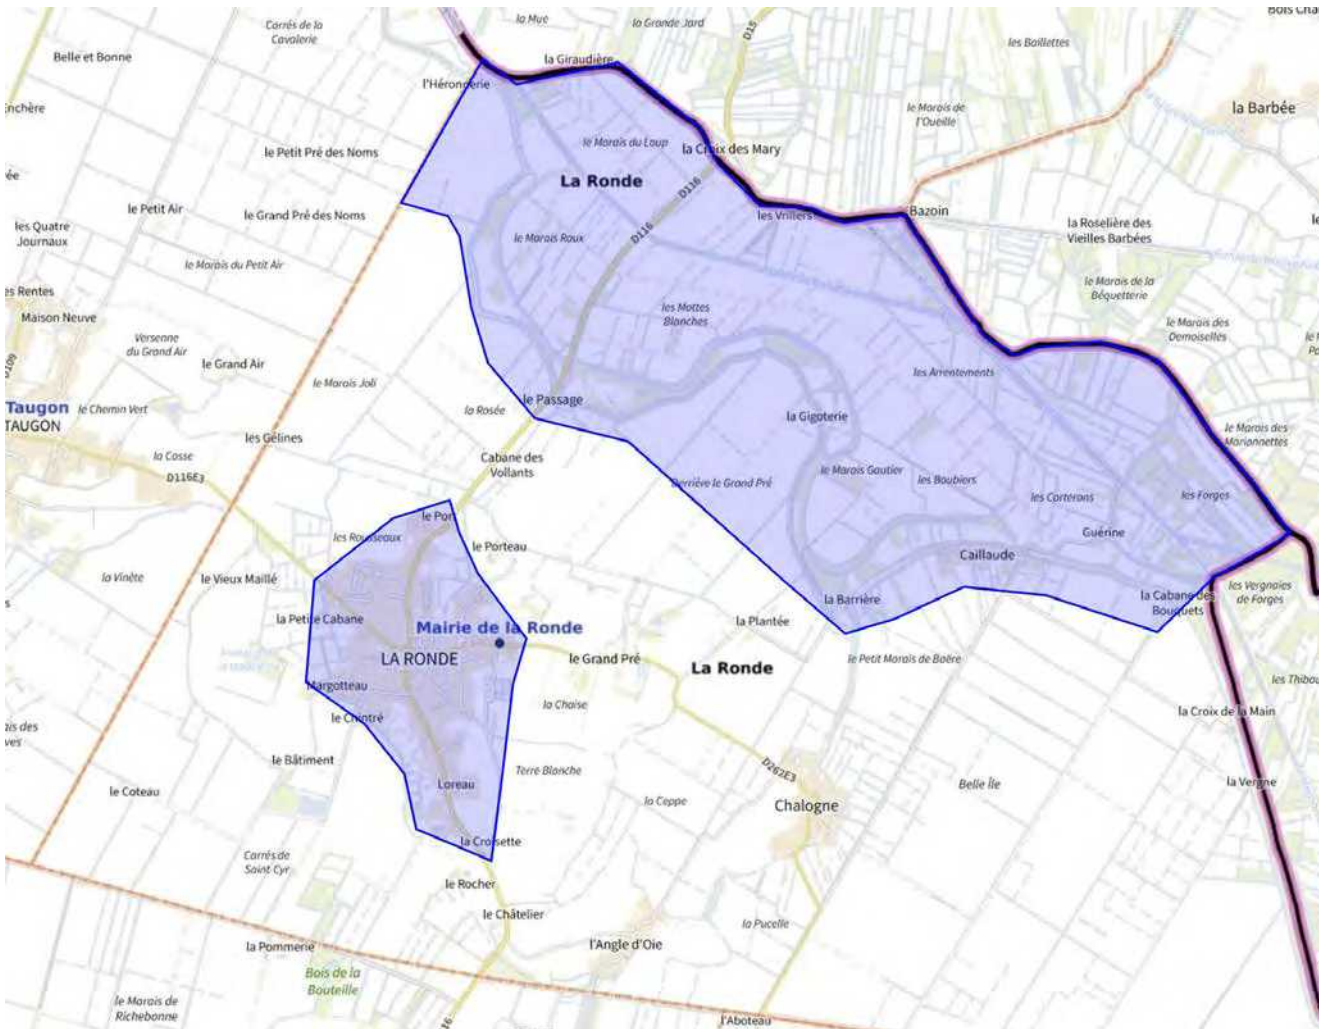 la Mue
la Grande Jard
Carrés de la
Cavalerie
D15
les Baillettes
Belle et Bonne
la Giraudière
l'Héronnerie
le Marais de
l'Oueille
la Barbée
le Marais du Loup
la Croix des Mary
le Petit Pré des Noms
La Ronde
D116
le Petit Air
le Grand Pré des Noms
les Vrillers
Bazoin
les Quatre
Journaux
la Roselière des
Vieilles Barbées
D116
le Marais Roux
le Marais du Petit Air
le Marais de la
Béquetterie
Maison Neuve
les Mottes
Blanches
le Marais des
Demoiselles
Versenne
du Grand Air
le Grand Air
D109
les Arrentements
le Marais Joli
le Passage
Taugon
le Chemin Vert
la Rosée
la Gigoterie
TAUGON
les Gélines
le Marais des
Marionnettes
la Casse
Cabane des
Vollants
D116E3
le Marais Gautier
Derrière le Grand Pré
les Boubiers
les Carterons
les Forges
le Port
les Rousseaux
Guérine
le Porteau
Caillaude
la Vinète
le Vieux Maillé
les Vergnaies
de Forges
la Barrière
la Cabane des
Bouquets
la Petite Cabane
Mairie de la Ronde
la Plantée
LA RONDE
le Grand Pré
La Ronde
le Petit Marais de Baëre
Margotteau
la Chaise
le Chintré
la Croix de la Main
le Bâtiment
Terre Blanche
D262E3
Loreau
Belle Île
la Vergne
le Coteau
la Ceppe
Chalogne
la Croisette
Carrés de
Saint Cyr
le Rocher
le Châtelier
la Pucelle
la Pommerie
l'Angle d'Oie
Bois de la
Bouteille
le Marais de
Richebonne
l'Aboteau